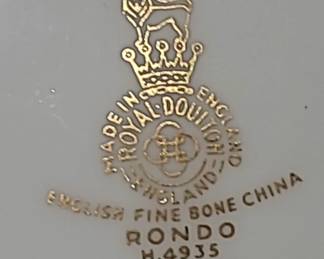 MADE IN ENGLAND
ROYAL·DOULTON
ENGLAND
ENGLISH FINE BONE CHINA
RONDO
H.4935